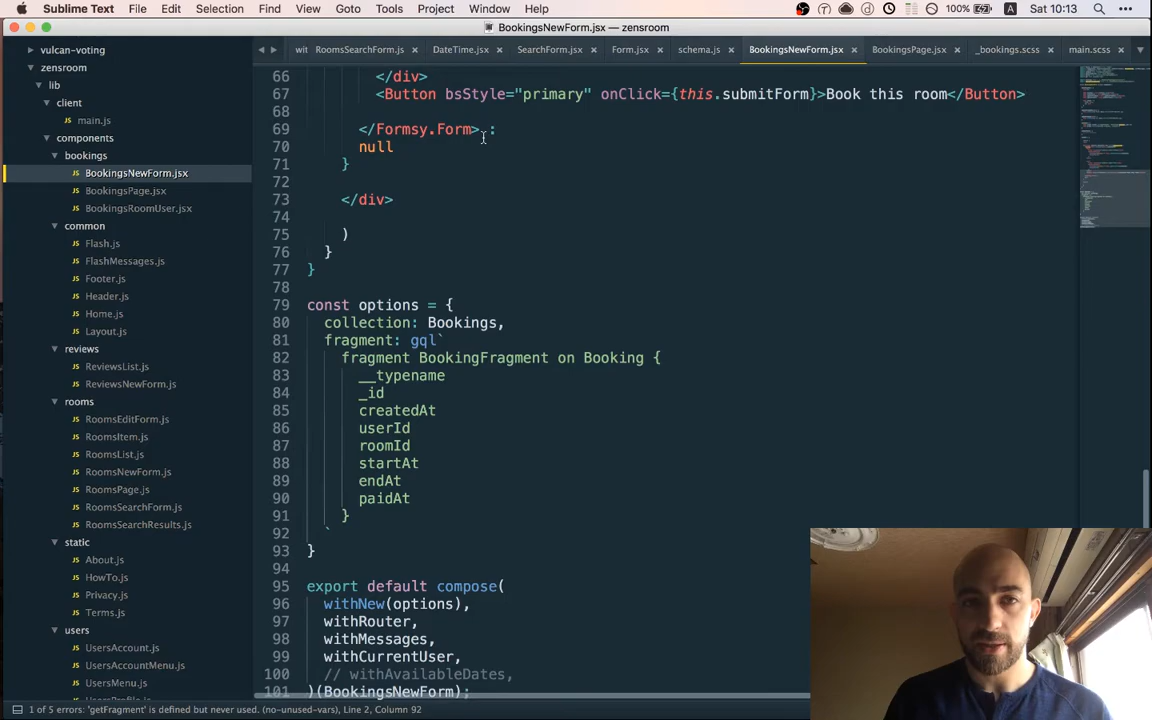 Sublime Text File Edit Selection Find View Goto Tools Project Window Help 100% A Sat 10:13
BookingsNewForm.jsx — zensroom
wit RoomsSearchForm.js DateTime.jsx SearchForm.jsx Form.jsx schema.js BookingsNewForm.jsx BookingsPage.jsx _bookings.scss main.scss
vulcan-voting
zensroom
lib
client
main.js
components
bookings
BookingsNewForm.jsx
BookingsPage.jsx
BookingsRoomUser.jsx
common
Flash.js
FlashMessages.js
Footer.js
Header.js
Home.js
Layout.js
reviews
ReviewsList.js
ReviewsNewForm.js
rooms
RoomsEditForm.js
RoomsItem.js
RoomsList.js
RoomsNewForm.js
RoomsPage.js
RoomsSearchForm.js
RoomsSearchResults.js
static
About.js
HowTo.js
Privacy.js
Terms.js
users
UsersAccount.js
UsersAccountMenu.js
UsersMenu.js
66 </div>
67 <Button bsStyle="primary" onClick={this.submitForm}>Book this room</Button>
68
69 </Formsy.Form> :
70 null
71 }
72
73 </div>
74
75 )
76 }
77 }
78
79 const options = {
80 collection: Bookings,
81 fragment: gql`
82 fragment BookingFragment on Booking {
83 __typename
84 _id
85 createdAt
86 userId
87 roomId
88 startAt
89 endAt
90 paidAt
91 }
92 `
93 }
94
95 export default compose(
96 withNew(options),
97 withRouter,
98 withMessages,
99 withCurrentUser,
100 // withAvailableDates,
101 )(BookingsNewForm);
1 of 5 errors: 'getFragment' is defined but never used. (no-unused-vars), Line 2, Column 92